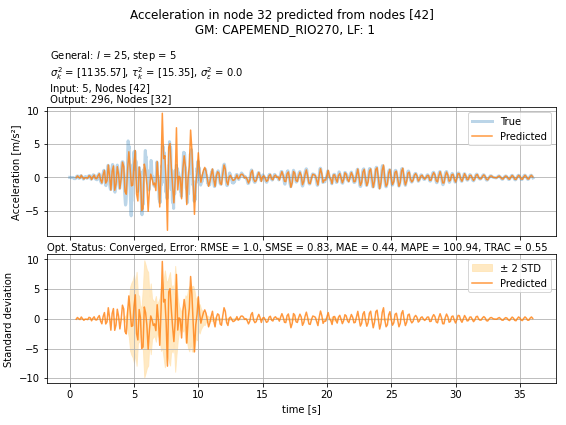 Acceleration in node 32 predicted from nodes [42]
GM: CAPEMEND_RIO270, LF: 1
General: l = 25, step = 5
σ²ₖ = [1135.57], τ²ₖ = [15.35], σ²ε = 0.0
Input: 5, Nodes [42]
Output: 296, Nodes [32]
10
5
0
−5
Acceleration [m/s²]
True
Predicted
Opt. Status: Converged, Error: RMSE = 1.0, SMSE = 0.83, MAE = 0.44, MAPE = 100.94, TRAC = 0.55
10
5
0
−5
−10
Standard deviation
± 2 STD
Predicted
0 5 10 15 20 25 30 35
time [s]